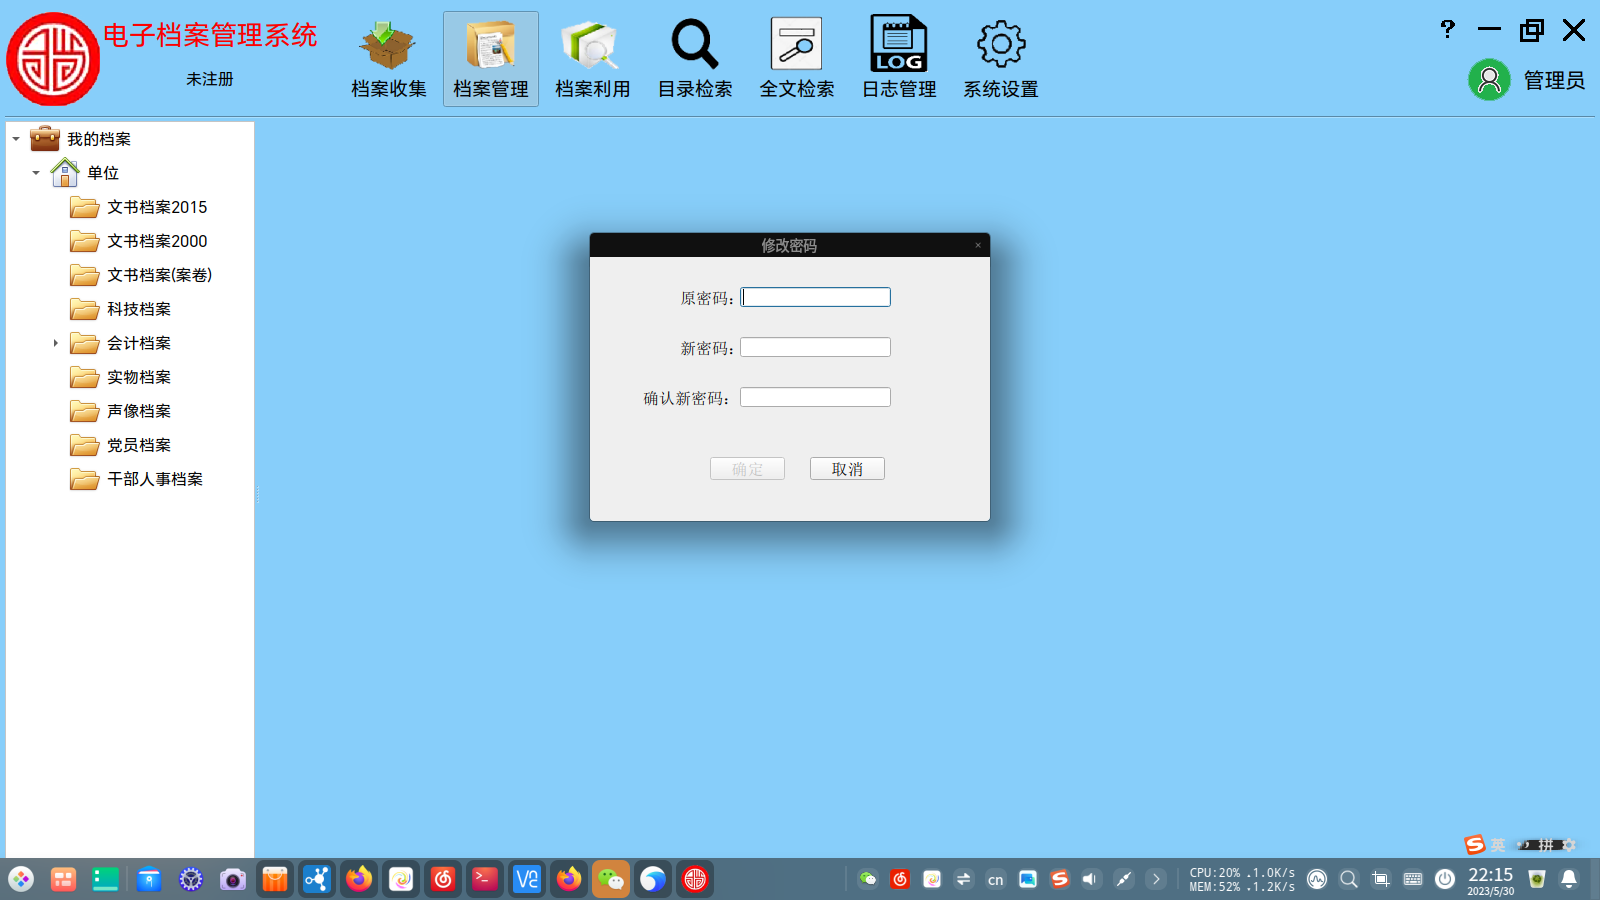 电子档案管理系统
未注册
档案收集
档案管理
档案利用
目录检索
全文检索
LOG
日志管理
系统设置
?
管理员
我的档案
单位
文书档案2015
文书档案2000
文书档案(案卷)
科技档案
会计档案
实物档案
声像档案
党员档案
干部人事档案
修改密码
原密码：
新密码：
确认新密码：
确定
取消
S 英 拼
cn
S
CPU:20% .1.0K/s
MEM:52% .1.2K/s
22:15
2023/5/30